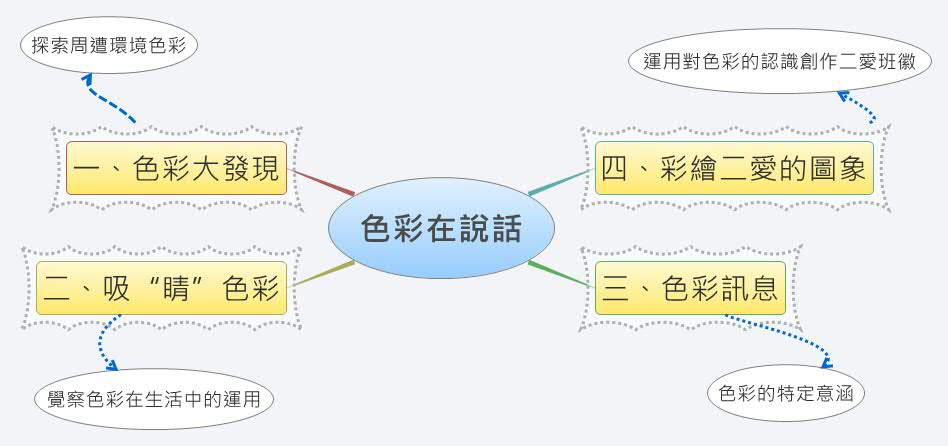 探索周遭環境色彩
一、色彩大發現
二、吸“睛”色彩
覺察色彩在生活中的運用
色彩在說話
運用對色彩的認識創作二愛班徽
四、彩繪二愛的圖象
三、色彩訊息
色彩的特定意涵